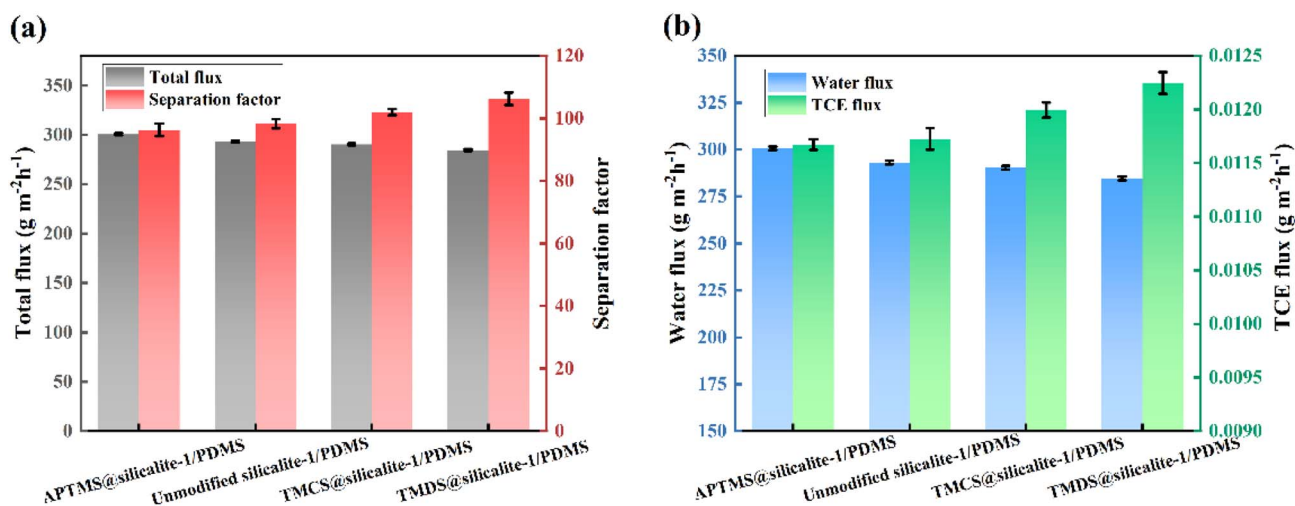 (a)
Total flux
Separation factor
Total flux (g m⁻²h⁻¹)
350
300
250
200
150
100
50
0
120
100
80
60
40
20
0
Separation factor
APTMS@silicalite-1/PDMS
Unmodified silicalite-1/PDMS
TMCS@silicalite-1/PDMS
TMDS@silicalite-1/PDMS
(b)
Water flux
TCE flux
Water flux (g m⁻²h⁻¹)
350
325
300
275
250
225
200
175
150
0.0125
0.0120
0.0115
0.0110
0.0105
0.0100
0.0095
0.0090
TCE flux (g m⁻²h⁻¹)
APTMS@silicalite-1/PDMS
Unmodified silicalite-1/PDMS
TMCS@silicalite-1/PDMS
TMDS@silicalite-1/PDMS